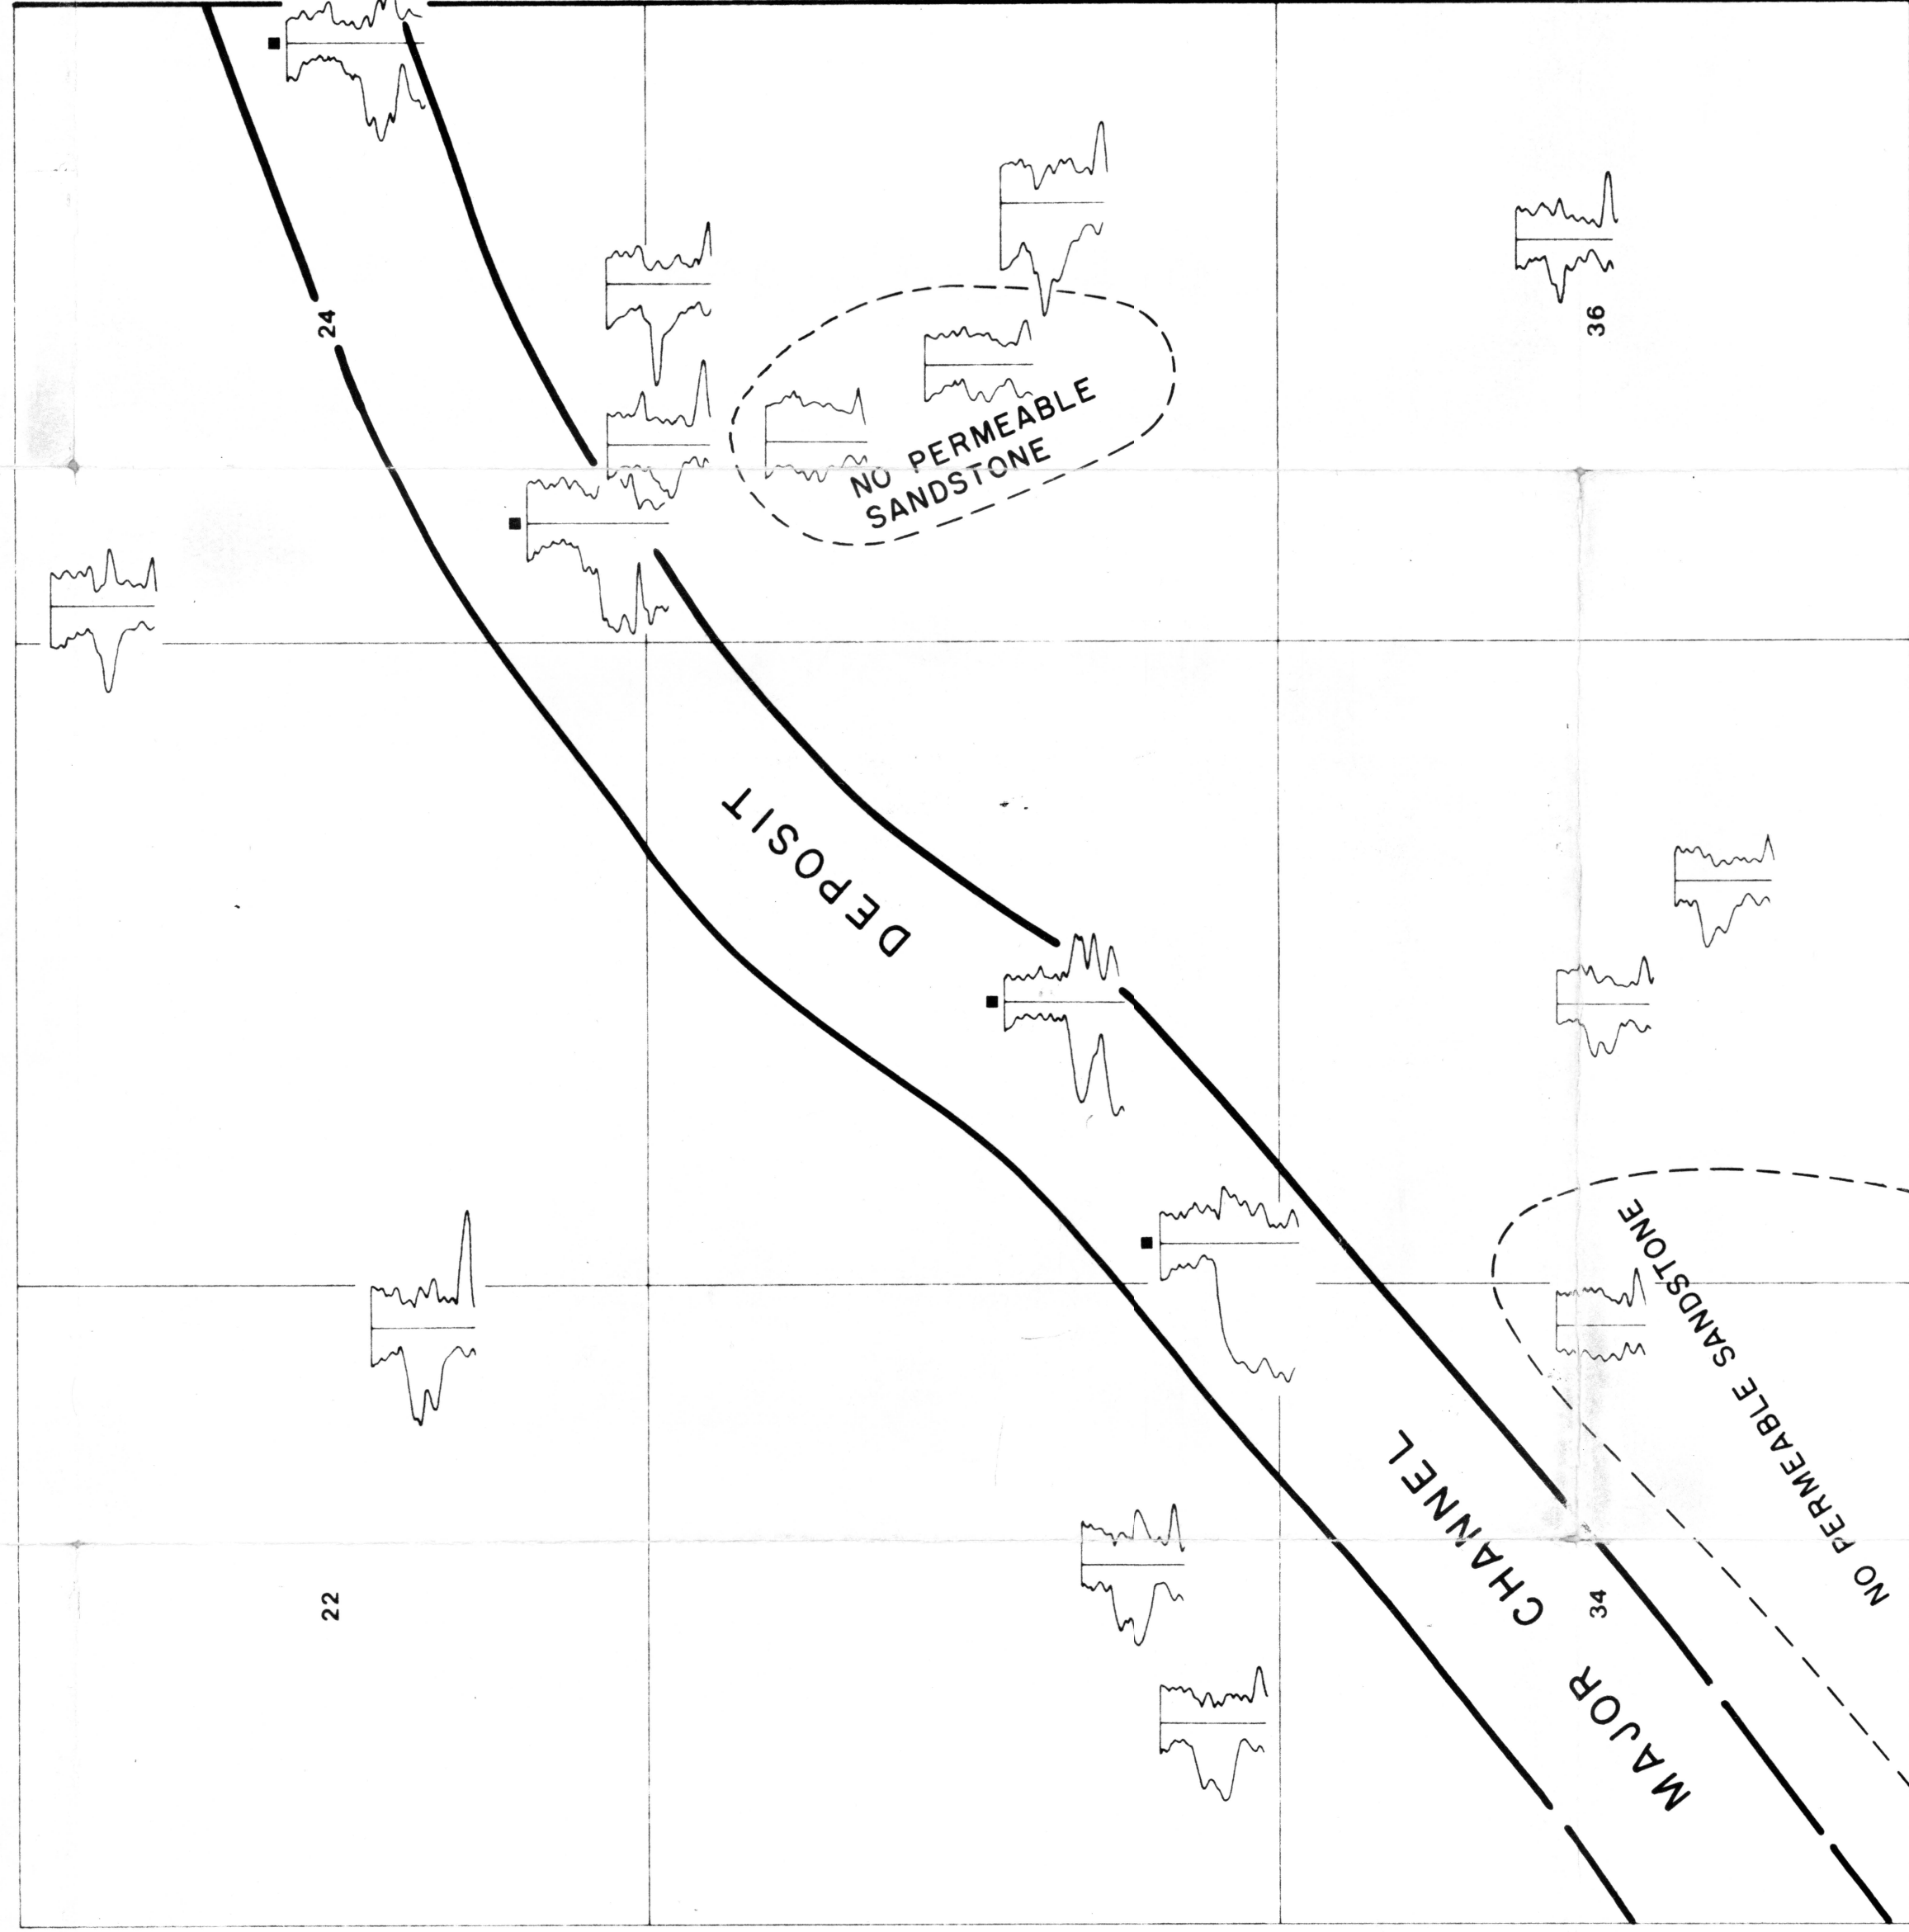 24
36
NO PERMEABLE
SANDSTONE
DEPOSIT
NO PERMEABLE SANDSTONE
MAJOR CHANNEL
22
34